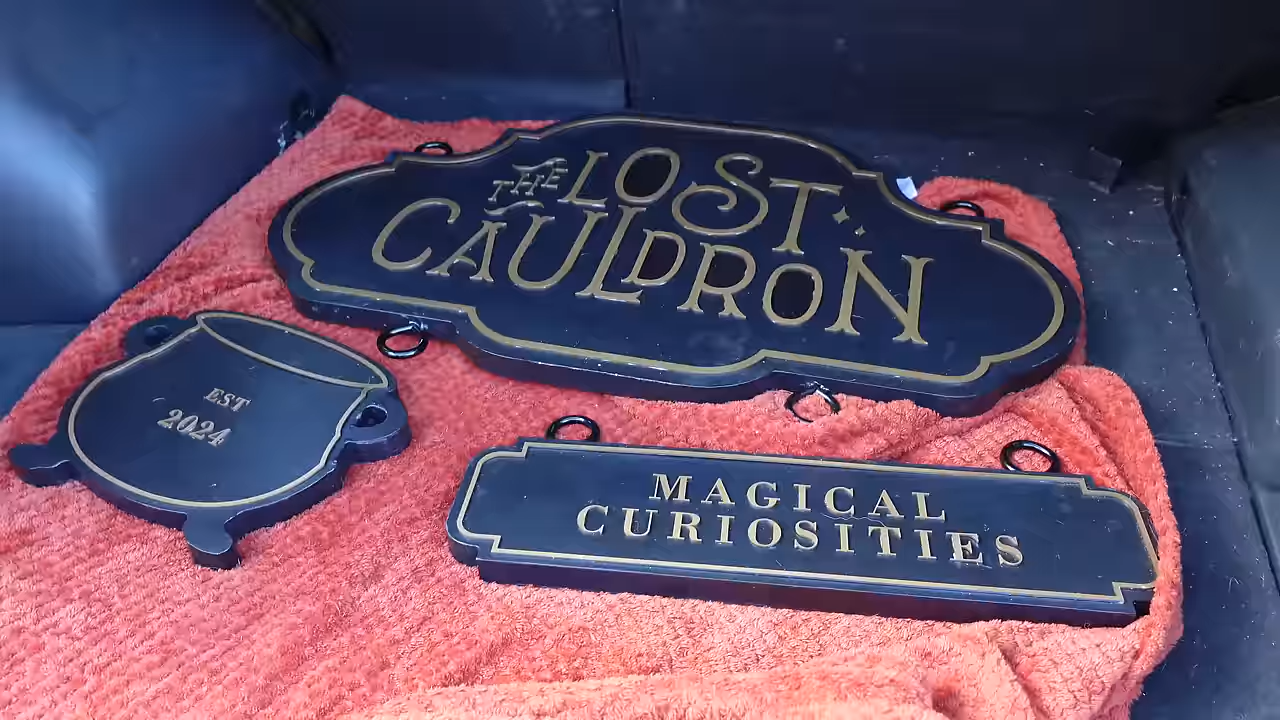 THE LOST
CAULDRON
EST
2024
MAGICAL
CURIOSITIES